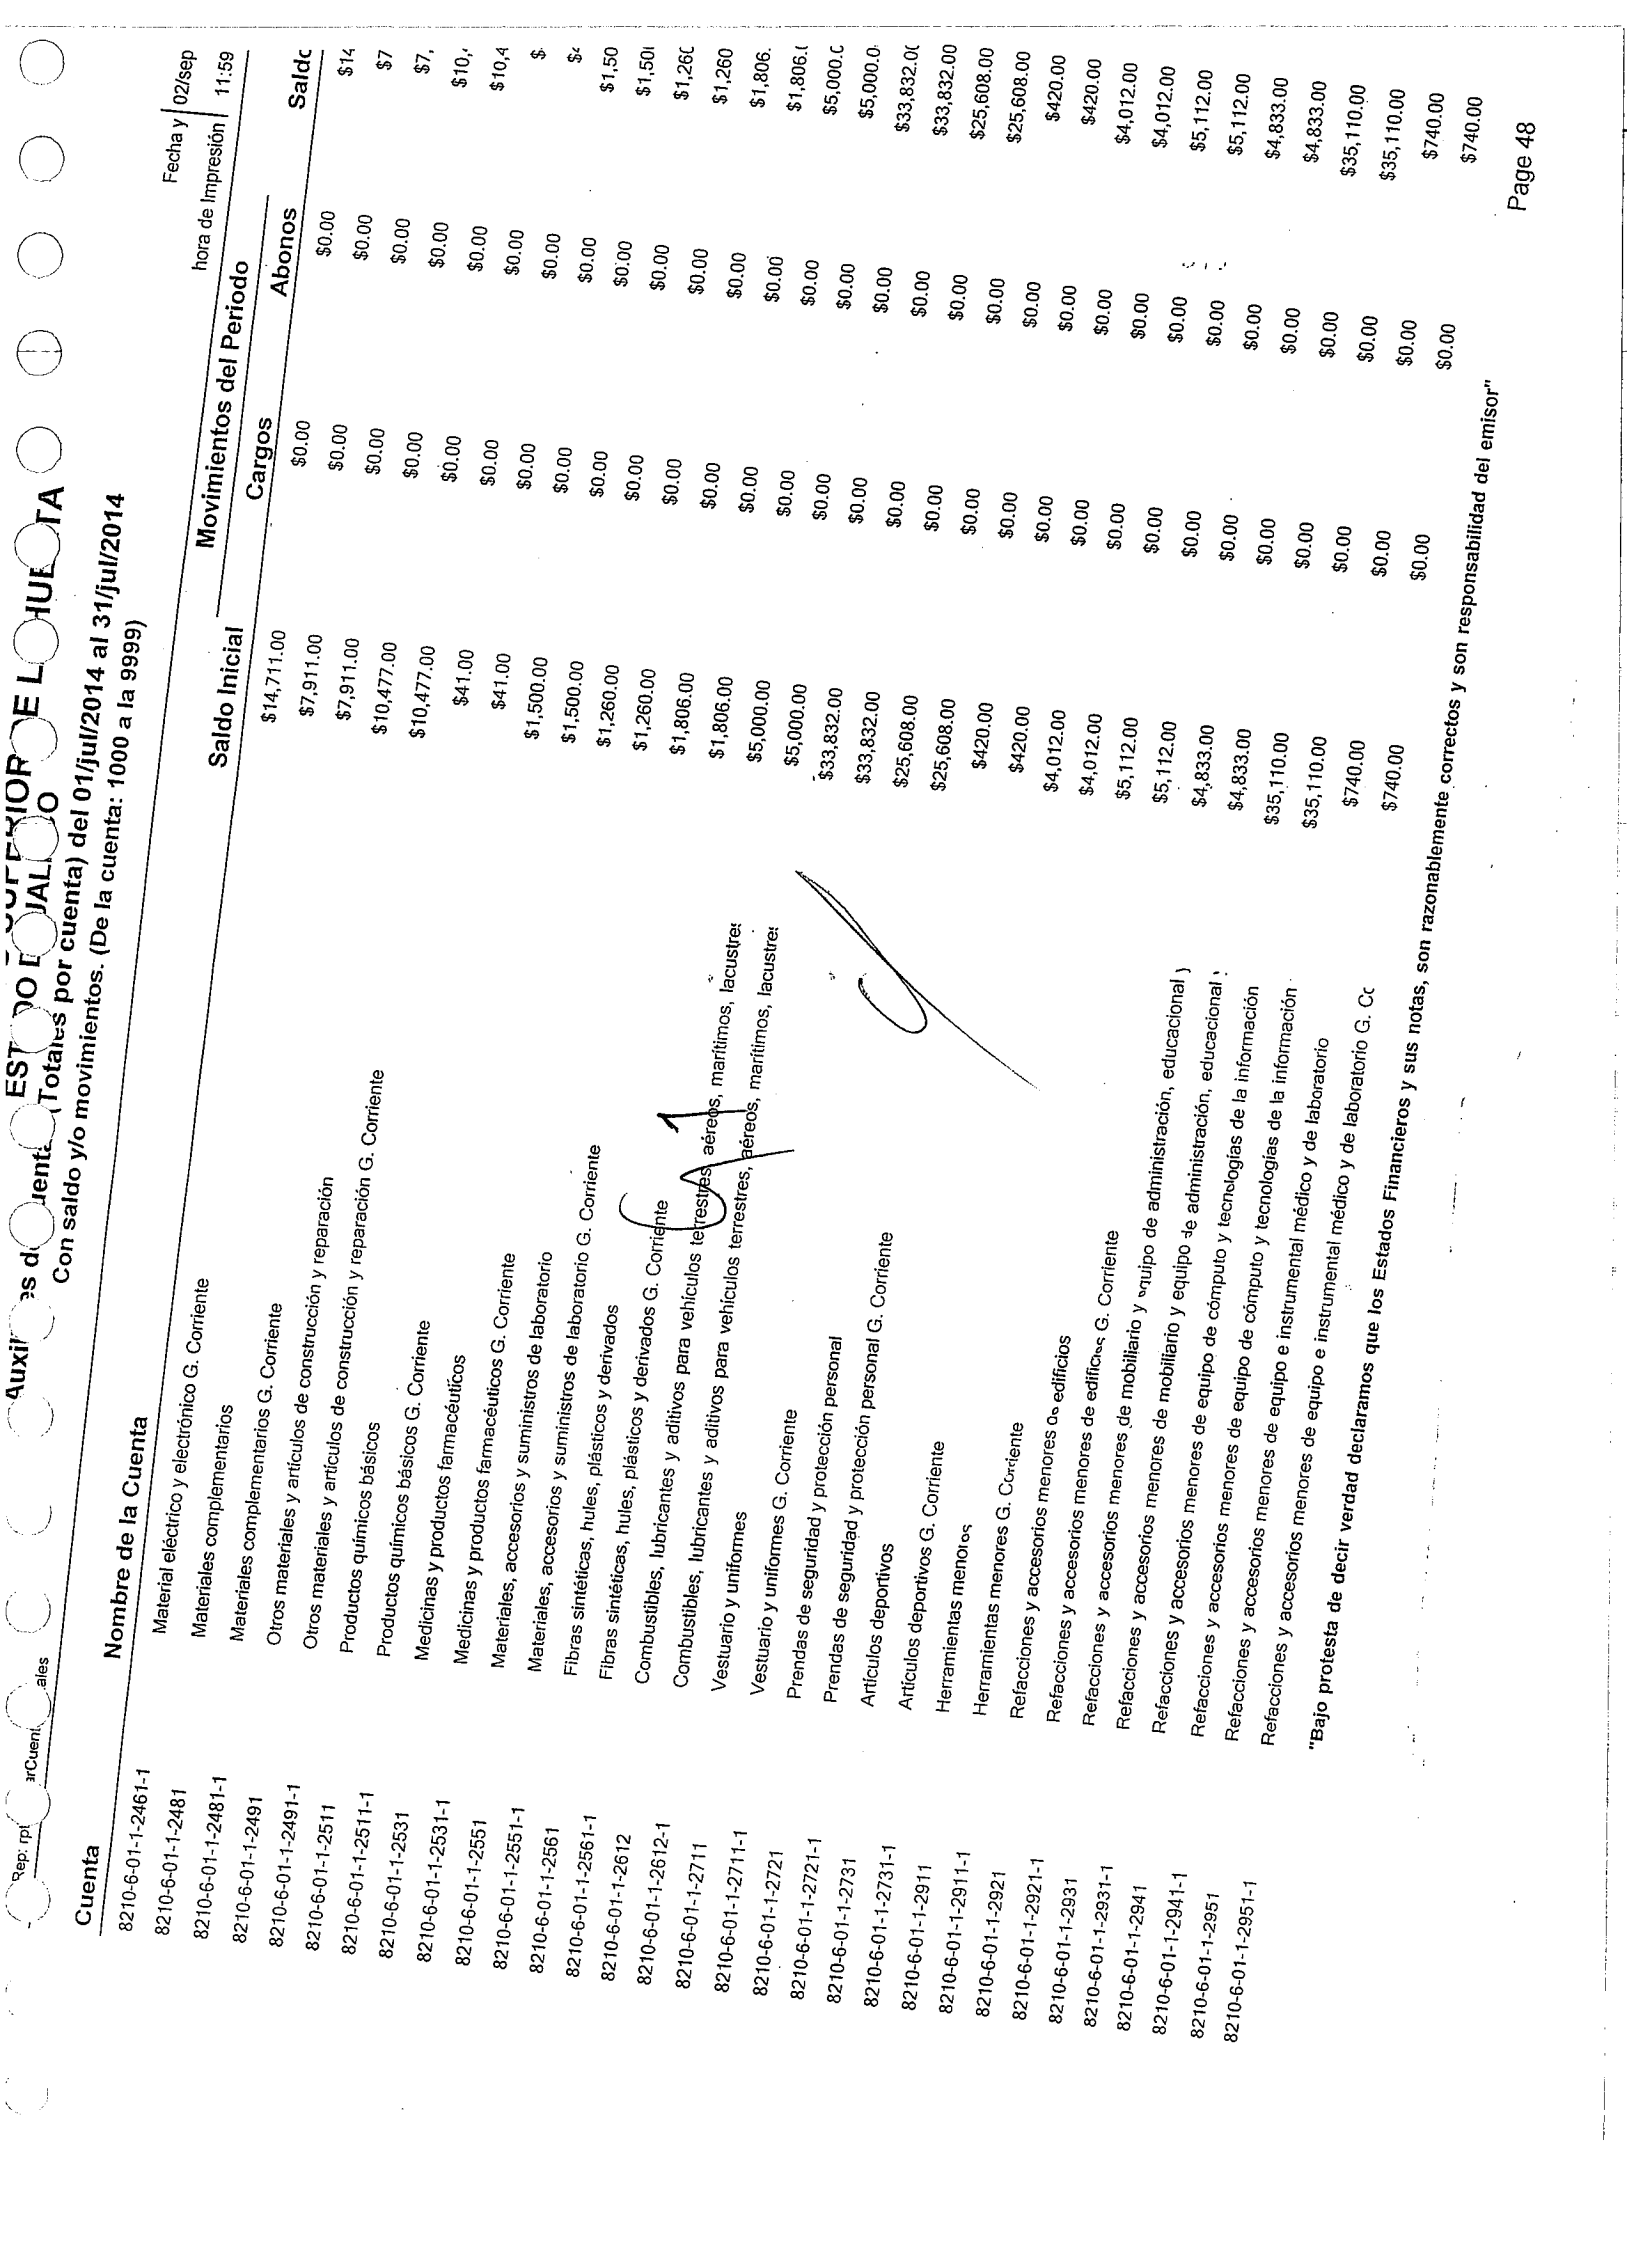 ESTADO DE JALISCO
Auxiliares de Cuentas (Totales por cuenta) del 01/jul/2014 al 31/jul/2014
Con saldo y/o movimientos. (De la cuenta: 1000 a la 9999)
Rep: rpt
Fecha y 02/sep
hora de Impresión 11:59
Movimientos del Periodo
Cuenta Nombre de la Cuenta Saldo Inicial Cargos Abonos Saldo
8210-6-01-1-2461-1 Material eléctrico y electrónico G. Corriente $14,711.00 $0.00 $0.00 $14
8210-6-01-1-2481 Materiales complementarios $7,911.00 $0.00 $0.00 $7
8210-6-01-1-2481-1 Materiales complementarios G. Corriente $7,911.00 $0.00 $0.00 $7,
8210-6-01-1-2491 Otros materiales y artículos de construcción y reparación $10,477.00 $0.00 $0.00 $10,
8210-6-01-1-2491-1 Otros materiales y artículos de construcción y reparación G. Corriente $10,477.00 $0.00 $0.00 $10,4
8210-6-01-1-2511 Productos químicos básicos $41.00 $0.00 $0.00 $
8210-6-01-1-2511-1 Productos químicos básicos G. Corriente $41.00 $0.00 $0.00 $4
8210-6-01-1-2531 Medicinas y productos farmacéuticos $1,500.00 $0.00 $0.00 $1,50
8210-6-01-1-2531-1 Medicinas y productos farmacéuticos G. Corriente $1,500.00 $0.00 $0.00 $1,50
8210-6-01-1-2551 Materiales, accesorios y suministros de laboratorio $1,260.00 $0.00 $0.00 $1,260
8210-6-01-1-2551-1 Materiales, accesorios y suministros de laboratorio G. Corriente $1,260.00 $0.00 $0.00 $1,260
8210-6-01-1-2561 Fibras sintéticas, hules, plásticos y derivados $1,806.00 $0.00 $0.00 $1,806.
8210-6-01-1-2561-1 Fibras sintéticas, hules, plásticos y derivados G. Corriente $1,806.00 $0.00 $0.00 $1,806.
8210-6-01-1-2612 Combustibles, lubricantes y aditivos para vehículos terrestres, aéreos, marítimos, lacustres $5,000.00 $0.00 $0.00 $5,000.0
8210-6-01-1-2612-1 Combustibles, lubricantes y aditivos para vehículos terrestres, aéreos, marítimos, lacustres $5,000.00 $0.00 $0.00 $5,000.0
8210-6-01-1-2711 Vestuario y uniformes $33,832.00 $0.00 $0.00 $33,832.00
8210-6-01-1-2711-1 Vestuario y uniformes G. Corriente $33,832.00 $0.00 $0.00 $33,832.00
8210-6-01-1-2721 Prendas de seguridad y protección personal $25,608.00 $0.00 $0.00 $25,608.00
8210-6-01-1-2721-1 Prendas de seguridad y protección personal G. Corriente $25,608.00 $0.00 $0.00 $25,608.00
8210-6-01-1-2731 Artículos deportivos $420.00 $0.00 $0.00 $420.00
8210-6-01-1-2731-1 Artículos deportivos G. Corriente $420.00 $0.00 $0.00 $420.00
8210-6-01-1-2911 Herramientas menores $4,012.00 $0.00 $0.00 $4,012.00
8210-6-01-1-2911-1 Herramientas menores G. Corriente $4,012.00 $0.00 $0.00 $4,012.00
8210-6-01-1-2921 Refacciones y accesorios menores de edificios $5,112.00 $0.00 $0.00 $5,112.00
8210-6-01-1-2921-1 Refacciones y accesorios menores de edificios G. Corriente $5,112.00 $0.00 $0.00 $5,112.00
8210-6-01-1-2931 Refacciones y accesorios menores de mobiliario y equipo de administración, educacional y $4,833.00 $0.00 $0.00 $4,833.00
8210-6-01-1-2931-1 Refacciones y accesorios menores de mobiliario y equipo de administración, educacional y $4,833.00 $0.00 $0.00 $4,833.00
8210-6-01-1-2941 Refacciones y accesorios menores de equipo de cómputo y tecnologías de la información $35,110.00 $0.00 $0.00 $35,110.00
8210-6-01-1-2941-1 Refacciones y accesorios menores de equipo de cómputo y tecnologías de la información $35,110.00 $0.00 $0.00 $35,110.00
8210-6-01-1-2951 Refacciones y accesorios menores de equipo e instrumental médico y de laboratorio $740.00 $0.00 $0.00 $740.00
8210-6-01-1-2951-1 Refacciones y accesorios menores de equipo e instrumental médico y de laboratorio G. Co $740.00 $0.00 $0.00 $740.00
"Bajo protesta de decir verdad declaramos que los Estados Financieros y sus notas, son razonablemente correctos y son responsabilidad del emisor"
Page 48